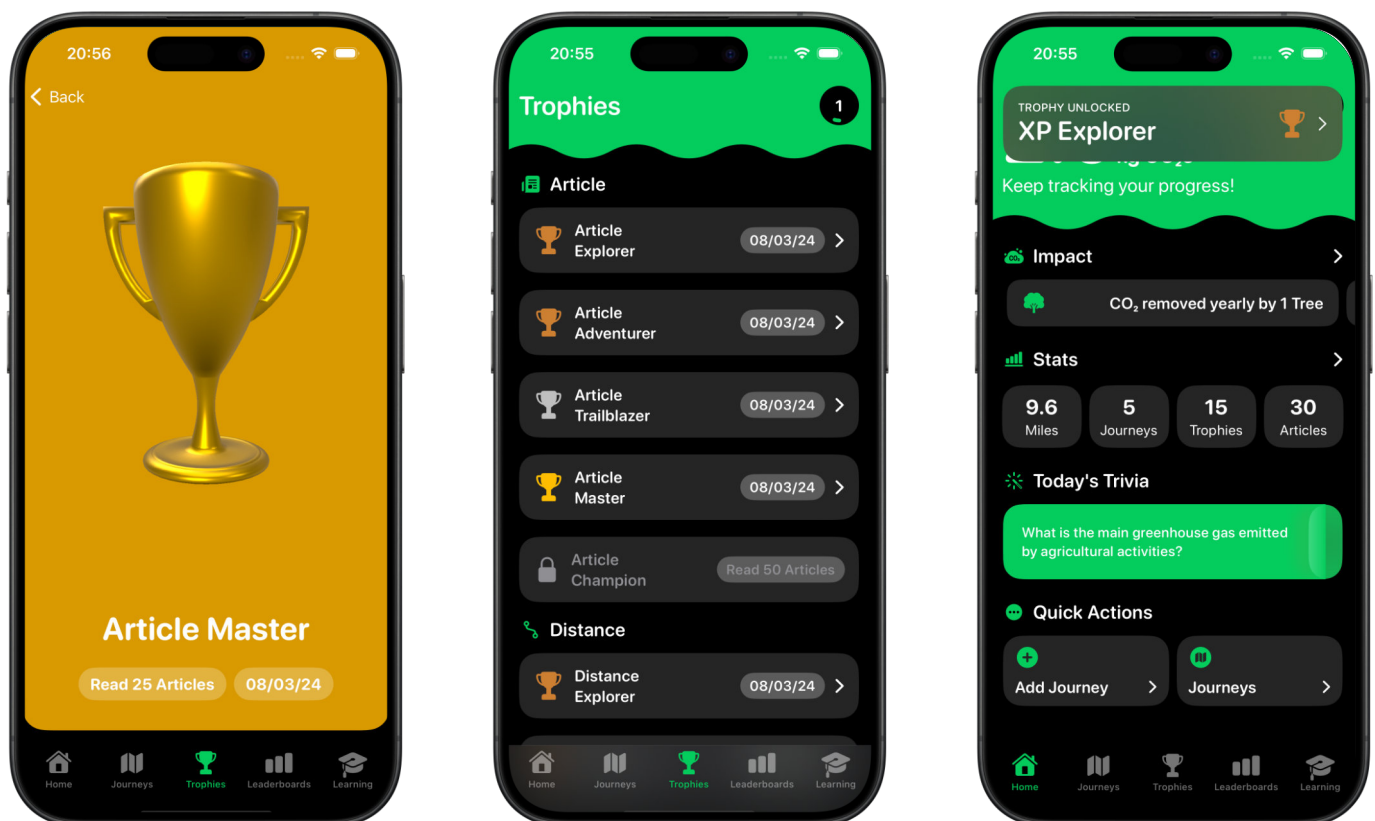 20:56
Back
Article Master
Read 25 Articles 08/03/24
Home Journeys Trophies Leaderboards Learning
20:55
Trophies 1
Article
Article
Explorer
08/03/24
Article
Adventurer
08/03/24
Article
Trailblazer
08/03/24
Article
Master
08/03/24
Article
Champion
Read 50 Articles
Distance
Distance
Explorer
08/03/24
Home Journeys Trophies Leaderboards Learning
20:55
TROPHY UNLOCKED
XP Explorer
Keep tracking your progress!
Impact
CO₂ removed yearly by 1 Tree
Stats
9.6 5 15 30
Miles Journeys Trophies Articles
Today's Trivia
What is the main greenhouse gas emitted
by agricultural activities?
Quick Actions
Add Journey Journeys
Home Journeys Trophies Leaderboards Learning